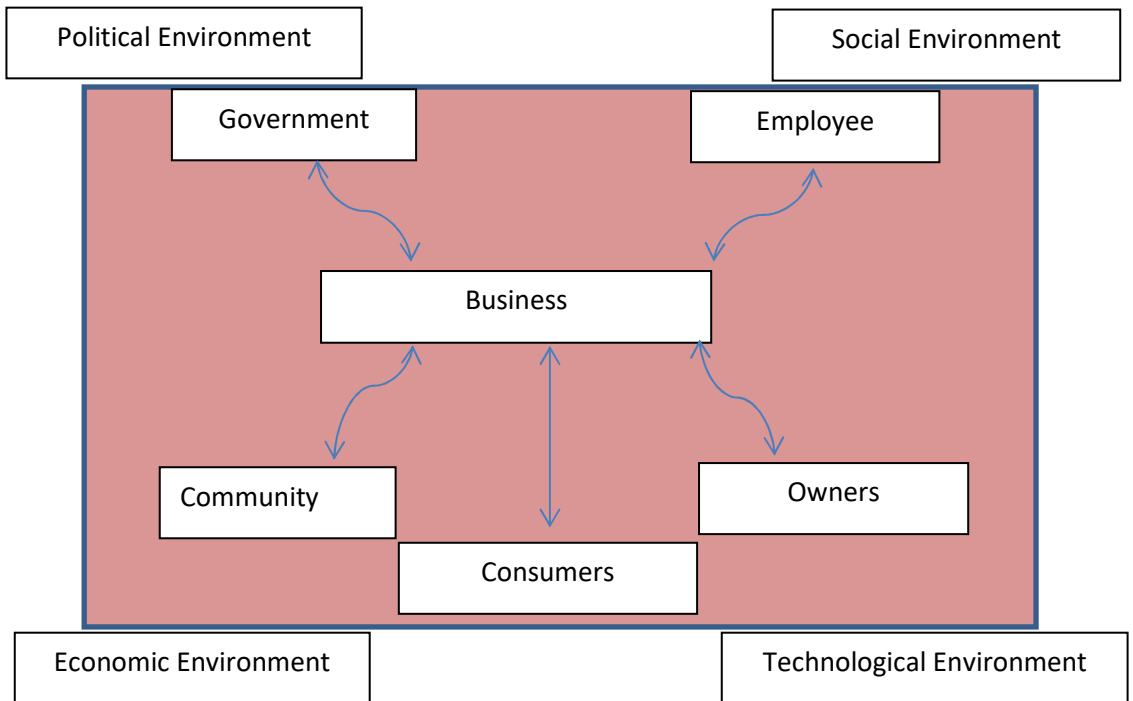 Political Environment
Social Environment
Government
Employee
Business
Community
Owners
Consumers
Economic Environment
Technological Environment